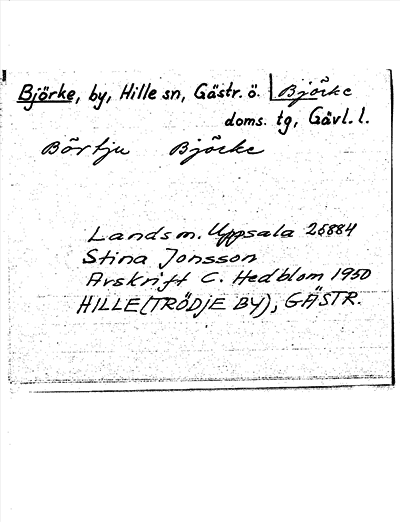 Björke, by, Hille sn, Gästr. ö. Björke
doms. tg, Gävl. l.
Börtju Björke
Landsm. Uppsala 26884
Stina Jonsson
Avskrift C. Hedblom 1950
HILLE (TRÖDJE BY), GÄSTR.